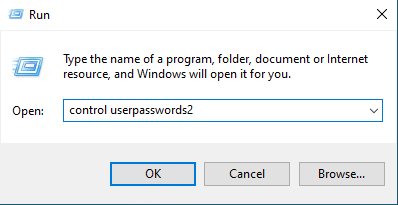 Run
Type the name of a program, folder, document or Internet
resource, and Windows will open it for you.
Open: control userpasswords2
OK Cancel Browse...